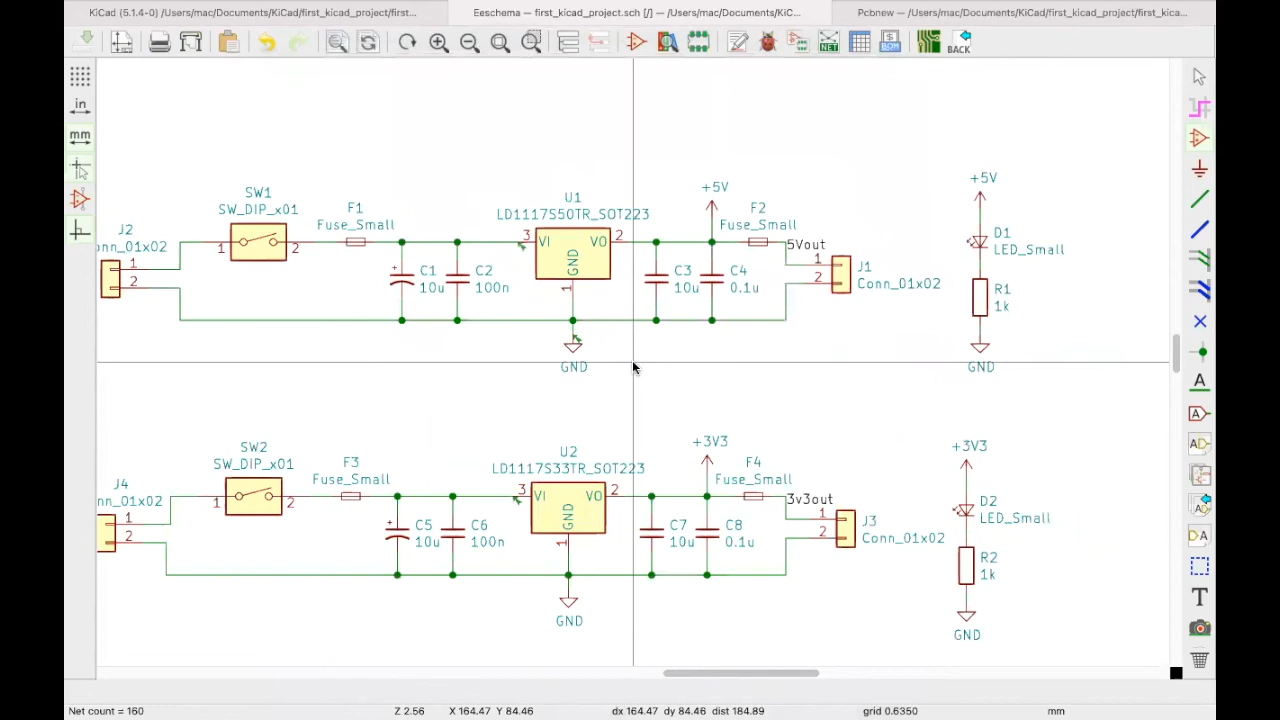 KiCad (5.1.4-0) /Users/mac/Documents/KiCad/first_kicad_project/first...
Eeschema — first_kicad_project.sch [/] — /Users/mac/Documents/KiC...
Pcbnew — /Users/mac/Documents/KiCad/first_kicad_project/first_kica...
NET
BOM
BACK
in
mm
+5V
+5V
SW1
SW_DIP_x01
F1
Fuse_Small
U1
LD1117S50TR_SOT223
F2
Fuse_Small
J2
onn_01x02
1
2
1
2
3
VI
VO
2
GND
1
5Vout
1
2
J1
Conn_01x02
C1
10u
C2
100n
C3
10u
C4
0.1u
D1
LED_Small
R1
1k
GND
GND
+3V3
+3V3
SW2
SW_DIP_x01
F3
Fuse_Small
U2
LD1117S33TR_SOT223
F4
Fuse_Small
J4
nn_01x02
1
2
1
2
3
VI
VO
2
GND
1
3v3out
1
2
J3
Conn_01x02
C5
10u
C6
100n
C7
10u
C8
0.1u
D2
LED_Small
R2
1k
GND
GND
A
A
T
Net count = 160
Z 2.56
X 164.47 Y 84.46
dx 164.47 dy 84.46 dist 184.89
grid 0.6350
mm